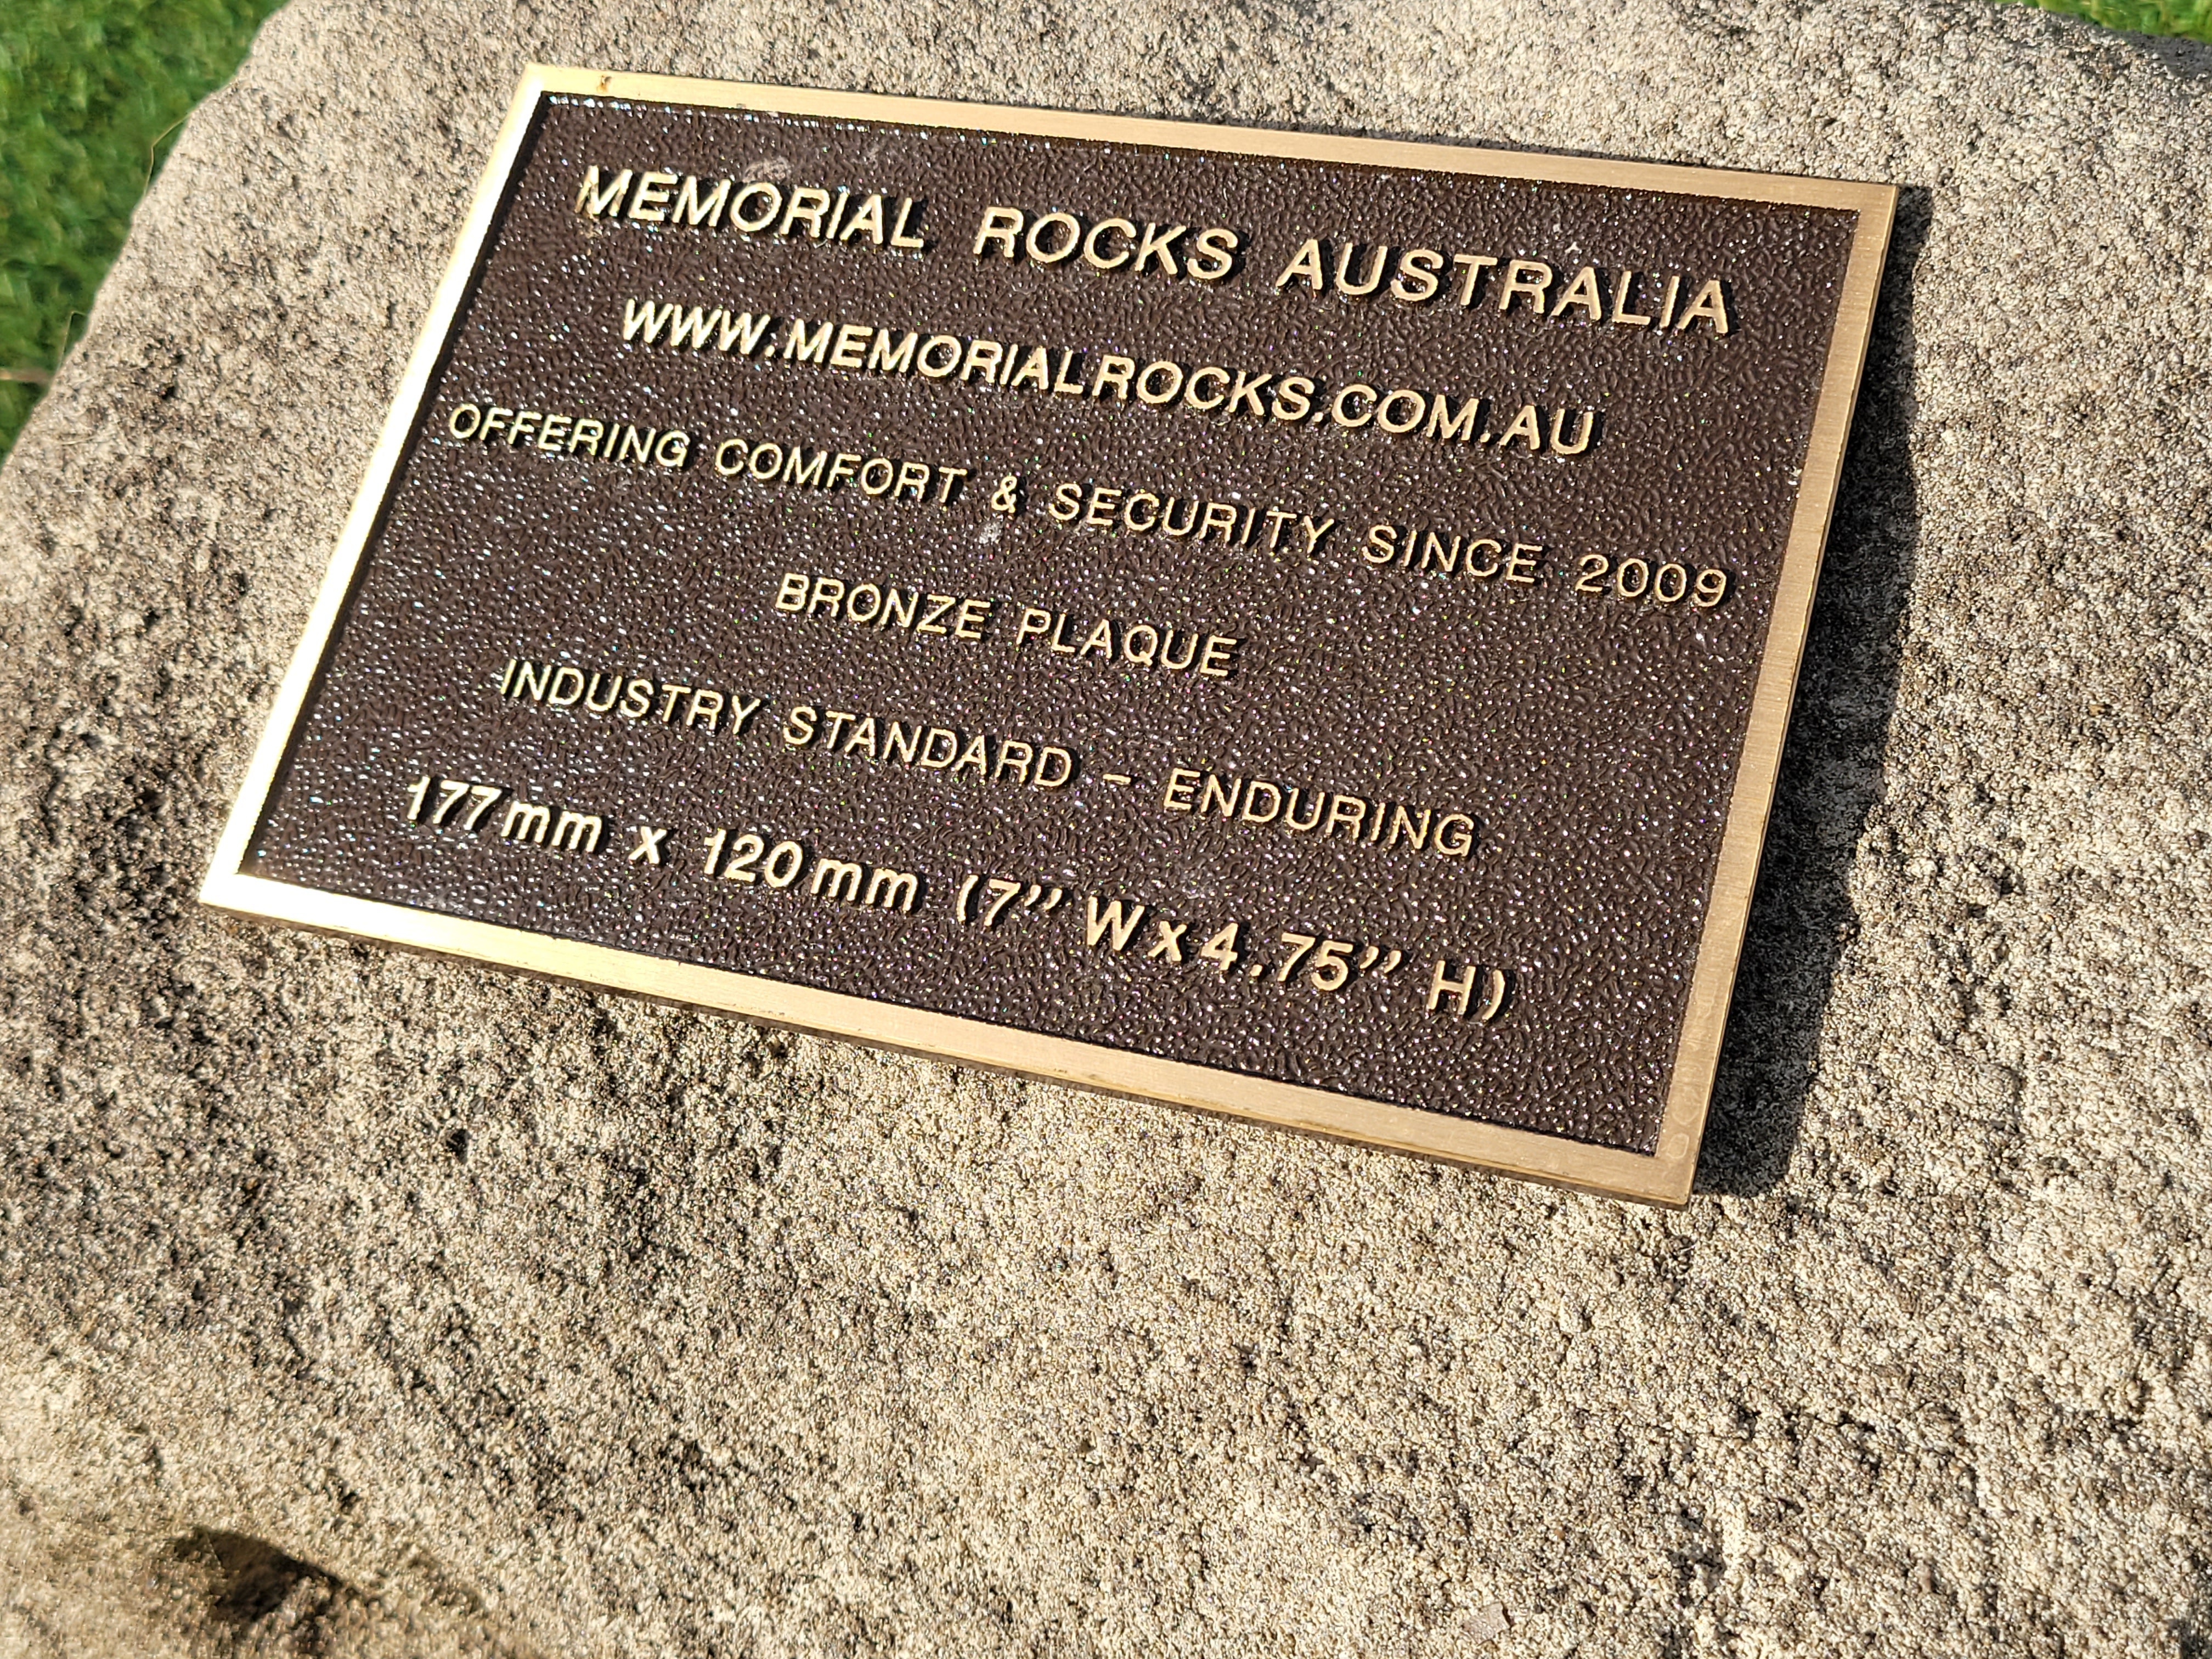 MEMORIAL ROCKS AUSTRALIA
WWW.MEMORIALROCKS.COM.AU
OFFERING COMFORT & SECURITY SINCE 2009
BRONZE PLAQUE
INDUSTRY STANDARD - ENDURING
177mm x 120mm (7" W x 4.75" H)